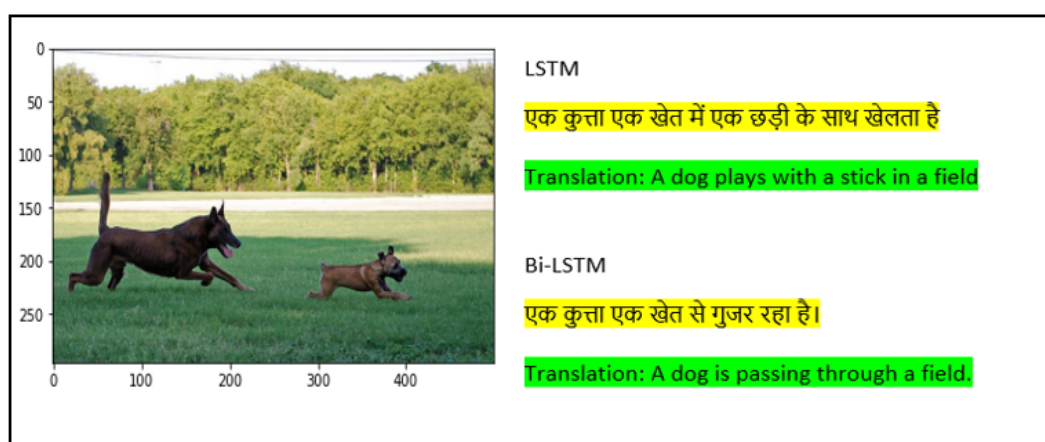 0
50
100
150
200
250
0 100 200 300 400
LSTM
एक कुत्ता एक खेत में एक छड़ी के साथ खेलता है
Translation: A dog plays with a stick in a field
Bi-LSTM
एक कुत्ता एक खेत से गुजर रहा है।
Translation: A dog is passing through a field.